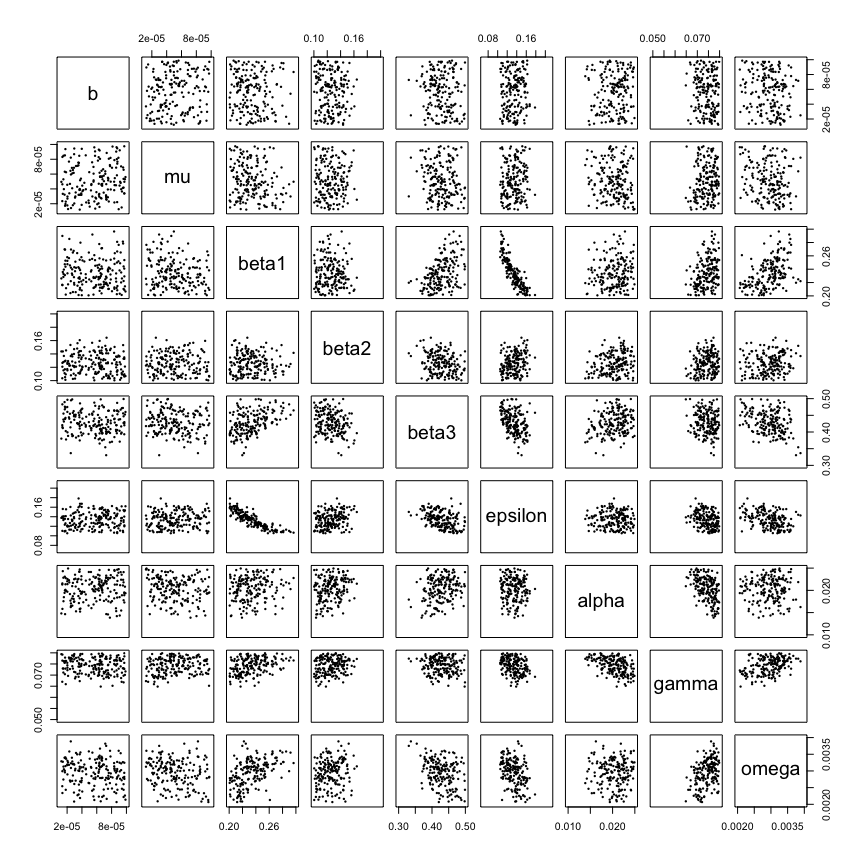 2e-05 8e-05 0.10 0.16 0.08 0.16 0.050 0.070
b
2e-05 8e-05
2e-05 8e-05
mu
beta1
0.20 0.26
0.10 0.16
beta2
beta3
0.30 0.40 0.50
0.08 0.16
epsilon
alpha
0.010 0.020
0.050 0.070
gamma
omega
0.0020 0.0035
2e-05 8e-05 0.20 0.26 0.30 0.40 0.50 0.010 0.020 0.0020 0.0035